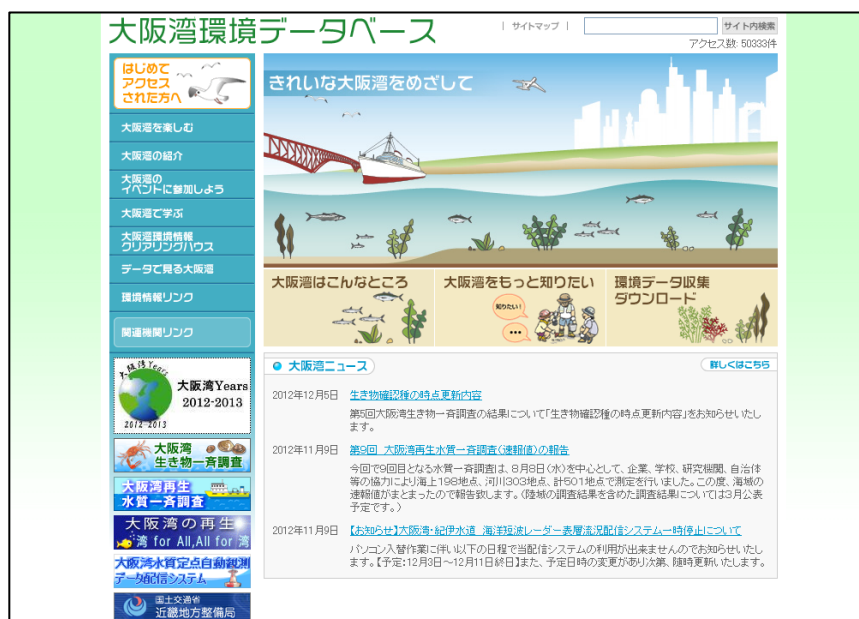 大阪湾環境データベース
| サイトマップ |
サイト内検索
アクセス数: 50333件
はじめて
アクセス
された方へ
大阪湾を楽しむ
大阪湾の紹介
大阪湾の
イベントに参加しよう
大阪湾で学ぶ
大阪湾環境情報
クリアリングハウス
データで見る大阪湾
環境情報リンク
関連機関リンク
大阪湾Years
大阪湾Years
2012-2013
2012-2013
大阪湾
生き物一斉調査
大阪湾再生
水質一斉調査
大阪湾の再生
湾 for All,All for 湾
大阪湾水質定点自動観測
データ配信システム
国土交通省
近畿地方整備局
きれいな大阪湾をめざして
大阪湾はこんなところ
大阪湾をもっと知りたい
知りたい!
•••
環境データ収集
ダウンロード
大阪湾ニュース
詳しくはこちら
2012年12月5日 生き物確認種の時点更新内容
第5回大阪湾生き物一斉調査の結果について「生き物確認種の時点更新内容」をお知らせいたし
ます。
2012年11月9日 第9回 大阪湾再生水質一斉調査(速報値)の報告
今回で9回目となる水質一斉調査は、8月8日(水)を中心として、企業、学校、研究機関、自治体
等の協力により海上198地点、河川303地点、計501地点で測定を行いました。この度、海域の
速報値がまとまったので報告致します。(陸域の調査結果を含めた調査結果については3月公表
予定です。)
2012年11月9日 【お知らせ】大阪湾・紀伊水道 海洋短波レーダー表層流況配信システム一時停止について
パソコン入替作業に伴い以下の日程で当配信システムの利用が出来ませんのでお知らせいたし
ます。【予定:12月3日～12月11日終日】また、予定日時の変更があり次第、随時更新いたします。